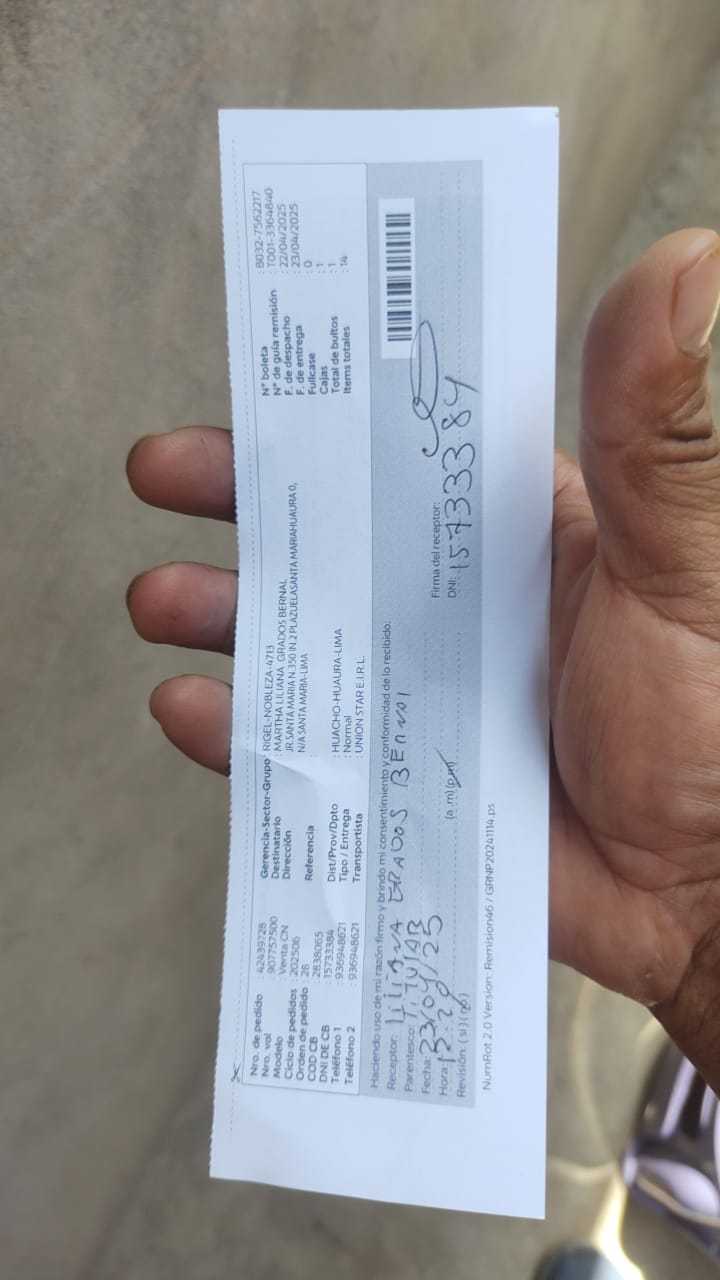 Nro. de pedido : 42439728
Nro. vol : 907757500
Modelo : Venta CN
Ciclo de pedidos : 202506
Orden de pedido : 28
COD CB : 2838065
DNI DE CB : 15733384
Teléfono 1 : 936948621
Teléfono 2 : 936948621
Gerencia-Sector-Grupo : RIGEL-NOBLEZA-4713
Destinatario : MARTHA LILIANA GRADOS BERNAL
Dirección : JR.SANTA MARIA N.350 IN.2 PLAZUELASANTA MARIAHUAURA 0,
N/A SANTA MARIA-LIMA
Referencia
Dist/Prov/Dpto : HUACHO-HUAURA-LIMA
Tipo / Entrega : Normal
Transportista : UNION STAR E.I.R.L.
N° boleta : B032-7562217
N° de guía remisión : T001-3364840
F. de despacho : 22/04/2025
F. de entrega : 23/04/2025
Fullcase : 0
Cajas : 1
Total de bultos : 1
Items totales : 14
Haciendo uso de mi razón firmo y brindo mi consentimiento y conformidad de lo recibido.
Receptor: liliana GRADOS BErnal
Parentesco: TiTulAR
Fecha: 23/04/25
Hora: 12:20 (a.m) (p.m)
Revisión: (si) (no)
Firma del receptor:
DNI: 15733384
NumRot 2.0 Version: Remision46 / GRNP20241114.ps